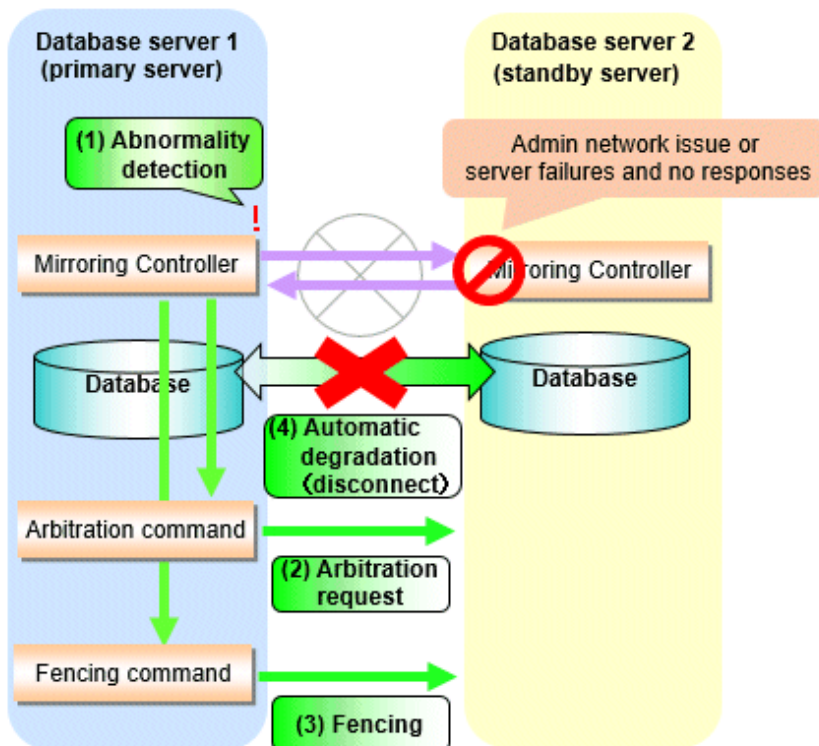 Database server 1
(primary server)
Database server 2
(standby server)
(1) Abnormality
detection
Admin network issue or
server failures and no responses
!
Mirroring Controller
Mirroring Controller
Database
Database
(4) Automatic
degradation
(disconnect)
Arbitration command
(2) Arbitration
request
Fencing command
(3) Fencing